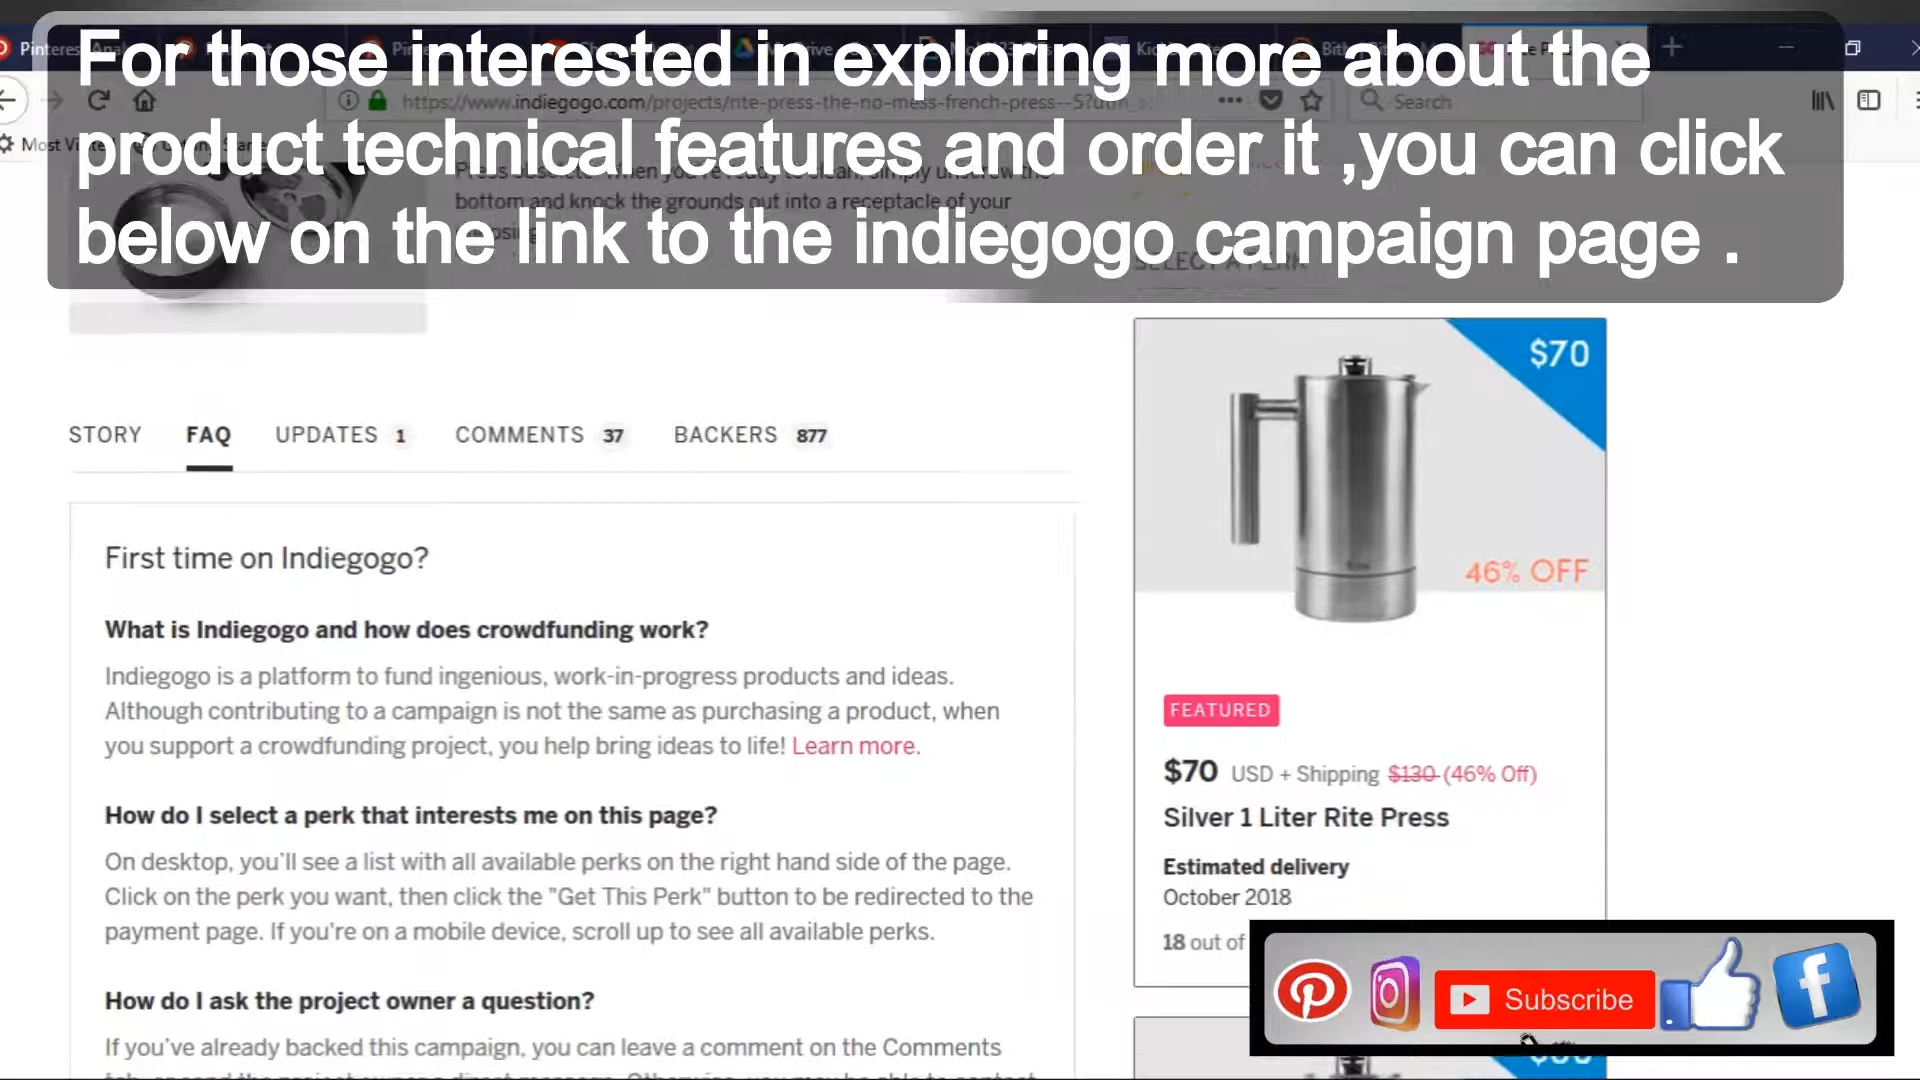 For those interested in exploring more about the
product technical features and order it ,you can click
below on the link to the indiegogo campaign page .
https://www.indiegogo.com/projects/rite-press-the-no-mess-french-press--5?utm_s
Search
bottom and knock the grounds out into a receptacle of your
SELECT A PERK
STORY
FAQ
UPDATES 1
COMMENTS 37
BACKERS 877
First time on Indiegogo?
What is Indiegogo and how does crowdfunding work?
Indiegogo is a platform to fund ingenious, work-in-progress products and ideas.
Although contributing to a campaign is not the same as purchasing a product, when
you support a crowdfunding project, you help bring ideas to life! Learn more.
How do I select a perk that interests me on this page?
On desktop, you'll see a list with all available perks on the right hand side of the page.
Click on the perk you want, then click the "Get This Perk" button to be redirected to the
payment page. If you're on a mobile device, scroll up to see all available perks.
How do I ask the project owner a question?
If you've already backed this campaign, you can leave a comment on the Comments
$70
46% OFF
FEATURED
$70 USD + Shipping $130 (46% Off)
Silver 1 Liter Rite Press
Estimated delivery
October 2018
18 out of
Subscribe